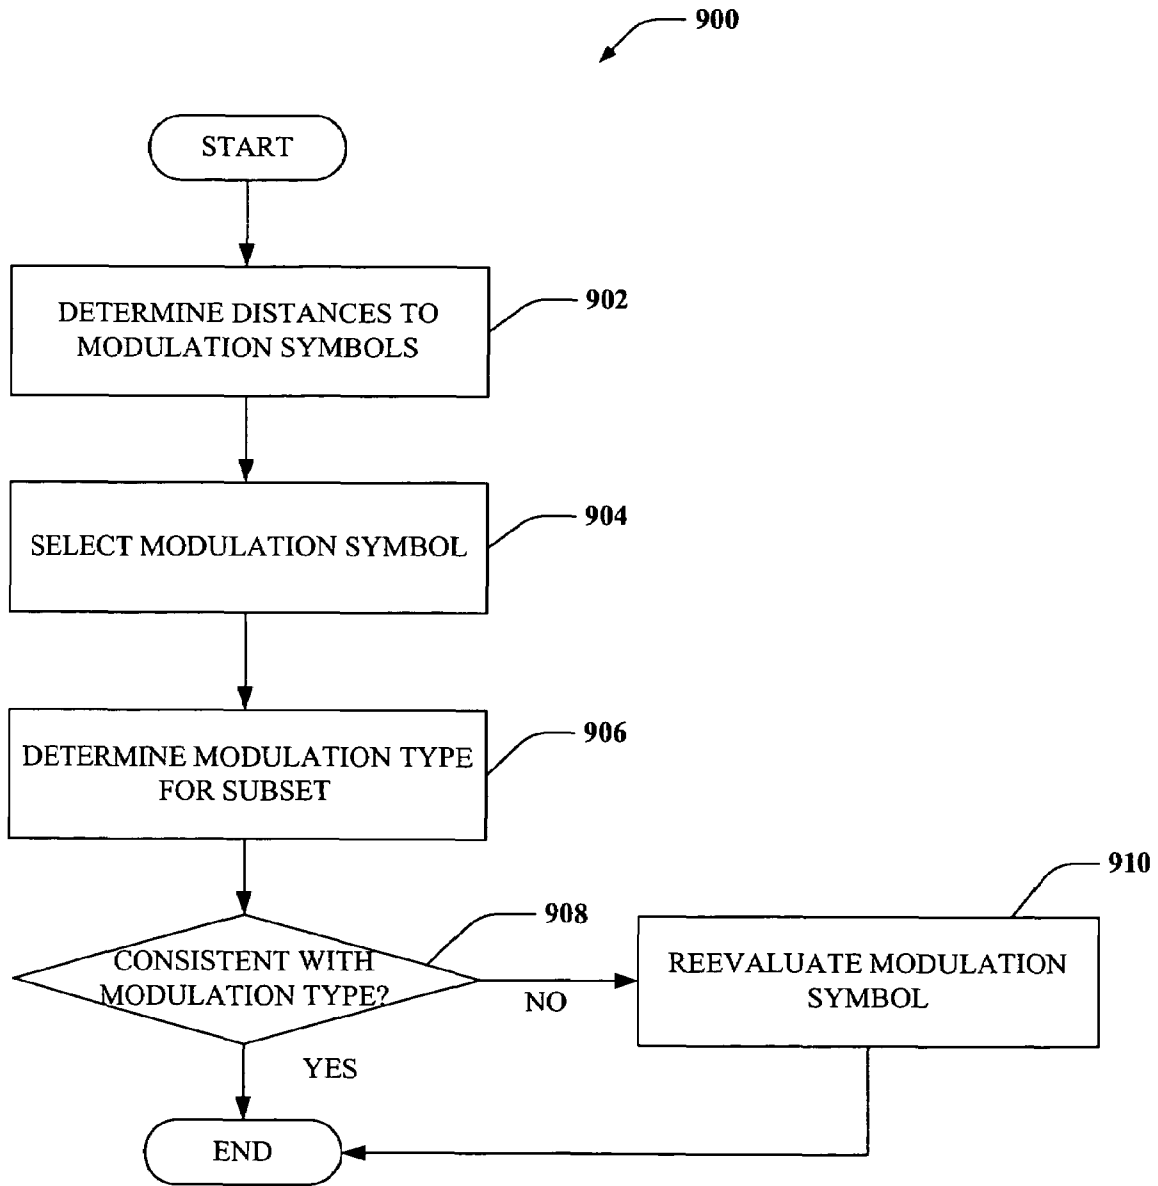 900
START
902
DETERMINE DISTANCES TO
MODULATION SYMBOLS
904
SELECT MODULATION SYMBOL
906
DETERMINE MODULATION TYPE
FOR SUBSET
908
CONSISTENT WITH
MODULATION TYPE?
NO
910
REEVALUATE MODULATION
SYMBOL
YES
END